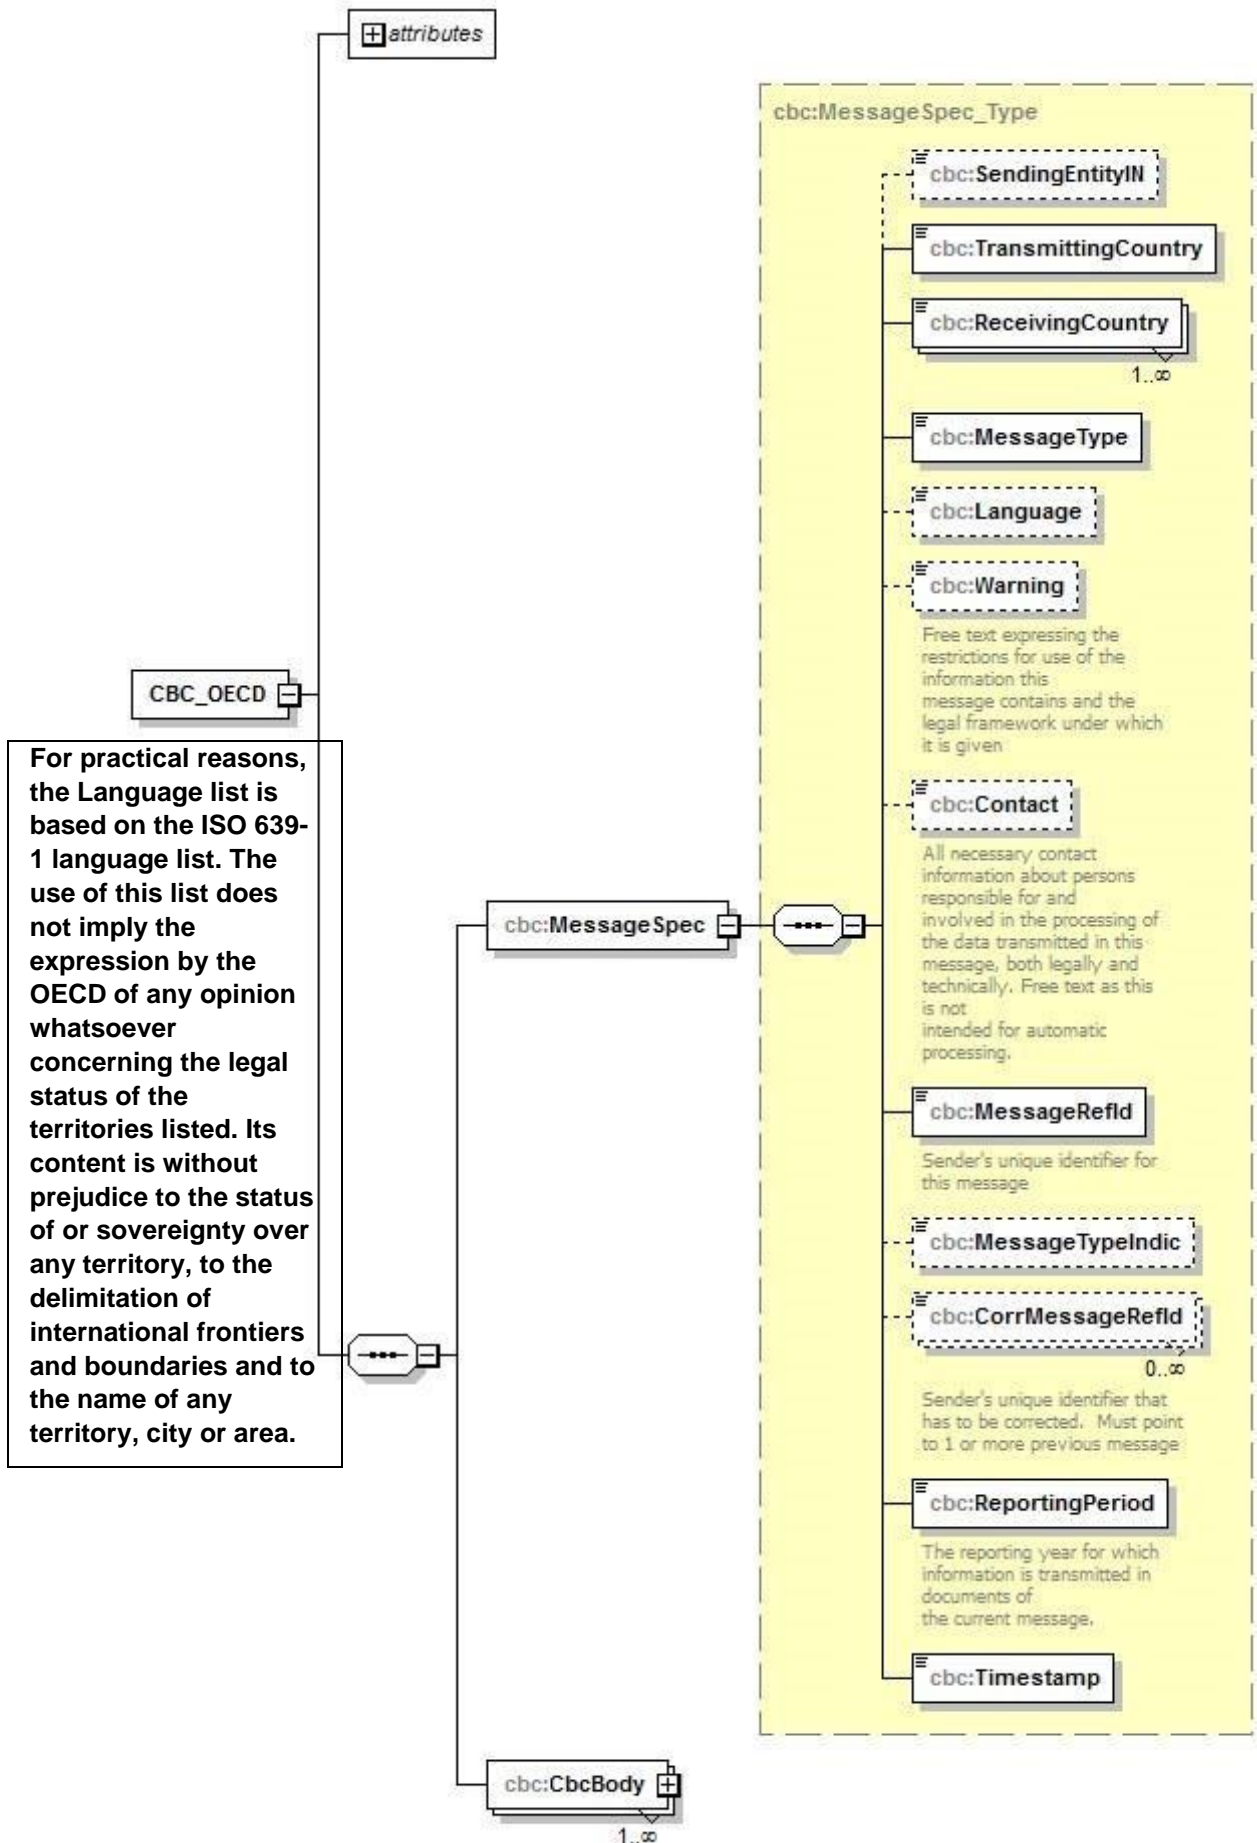 attributes
cbc:MessageSpec_Type
cbc:SendingEntityIN
cbc:TransmittingCountry
cbc:ReceivingCountry
1..∞
cbc:MessageType
cbc:Language
cbc:Warning
Free text expressing the
restrictions for use of the
information this
message contains and the
legal framework under which
it is given
CBC_OECD
For practical reasons,
the Language list is
based on the ISO 639-
1 language list. The
use of this list does
not imply the
expression by the
OECD of any opinion
whatsoever
concerning the legal
status of the
territories listed. Its
content is without
prejudice to the status
of or sovereignty over
any territory, to the
delimitation of
international frontiers
and boundaries and to
the name of any
territory, city or area.
cbc:Contact
All necessary contact
information about persons
responsible for and
involved in the processing of
the data transmitted in this
message, both legally and
technically. Free text as this
is not
intended for automatic
processing.
cbc:MessageSpec
cbc:MessageRefId
Sender's unique identifier for
this message
cbc:MessageTypeIndic
cbc:CorrMessageRefId
0..∞
Sender's unique identifier that
has to be corrected. Must point
to 1 or more previous message
cbc:ReportingPeriod
The reporting year for which
information is transmitted in
documents of
the current message.
cbc:Timestamp
cbc:CbcBody
1..∞